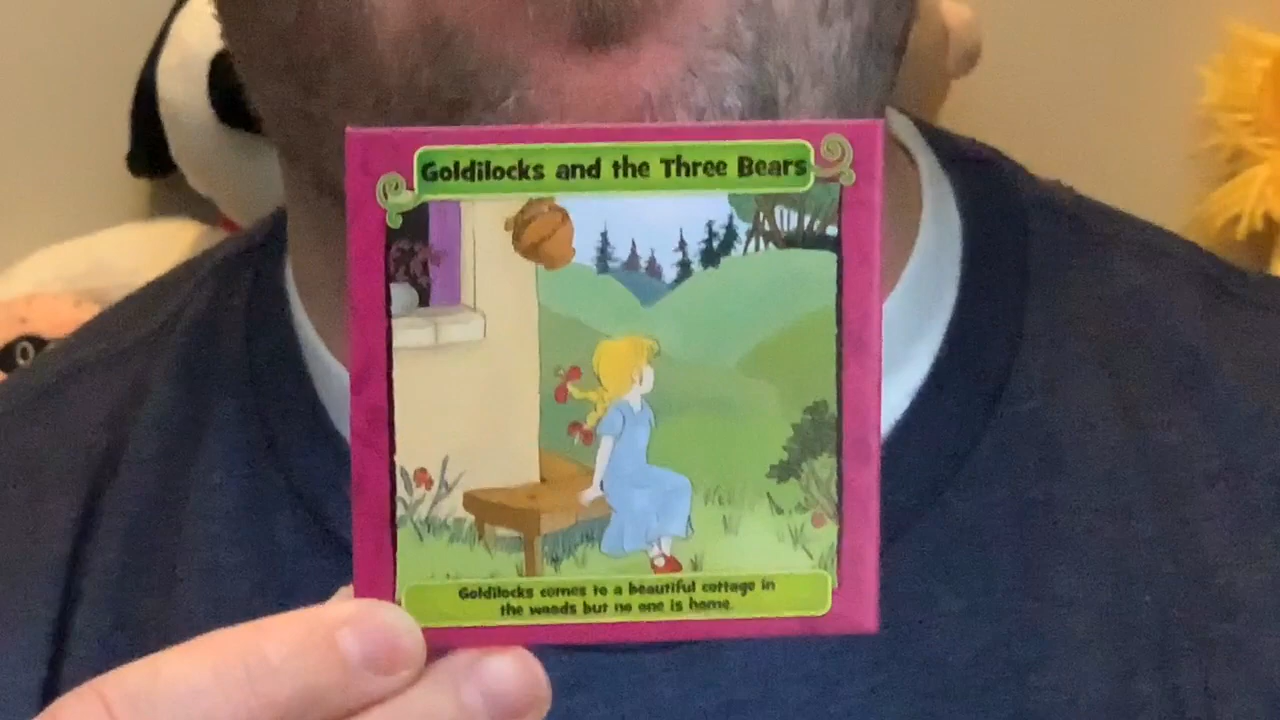 Goldilocks and the Three Bears
Goldilocks comes to a beautiful cottage in
the woods but no one is home.